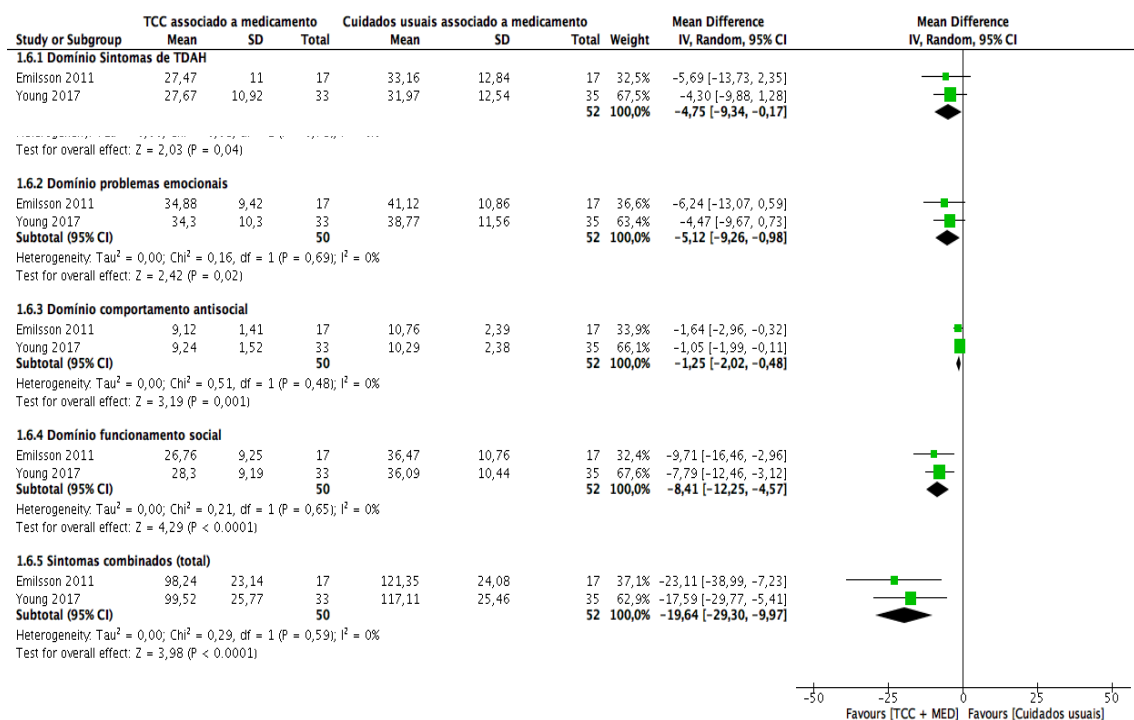 TCC associado a medicamento Cuidados usuais associado a medicamento Mean Difference Mean Difference
Study or Subgroup Mean SD Total Mean SD Total Weight IV, Random, 95% CI IV, Random, 95% CI
1.6.1 Domínio Sintomas de TDAH
Emilsson 2011 27,47 11 17 33,16 12,84 17 32,5% -5,69 [-13,73, 2,35]
Young 2017 27,67 10,92 33 31,97 12,54 35 67,5% -4,30 [-9,88, 1,28]
52 100,0% -4,75 [-9,34, -0,17]
Test for overall effect: Z = 2,03 (P = 0,04)
1.6.2 Domínio problemas emocionais
Emilsson 2011 34,88 9,42 17 41,12 10,86 17 36,6% -6,24 [-13,07, 0,59]
Young 2017 34,3 10,3 33 38,77 11,56 35 63,4% -4,47 [-9,67, 0,73]
Subtotal (95% CI) 50 52 100,0% -5,12 [-9,26, -0,98]
Heterogeneity: Tau² = 0,00; Chi² = 0,16, df = 1 (P = 0,69); I² = 0%
Test for overall effect: Z = 2,42 (P = 0,02)
1.6.3 Domínio comportamento antisocial
Emilsson 2011 9,12 1,41 17 10,76 2,39 17 33,9% -1,64 [-2,96, -0,32]
Young 2017 9,24 1,52 33 10,29 2,38 35 66,1% -1,05 [-1,99, -0,11]
Subtotal (95% CI) 50 52 100,0% -1,25 [-2,02, -0,48]
Heterogeneity: Tau² = 0,00; Chi² = 0,51, df = 1 (P = 0,48); I² = 0%
Test for overall effect: Z = 3,19 (P = 0,001)
1.6.4 Domínio funcionamento social
Emilsson 2011 26,76 9,25 17 36,47 10,76 17 32,4% -9,71 [-16,46, -2,96]
Young 2017 28,3 9,19 33 36,09 10,44 35 67,6% -7,79 [-12,46, -3,12]
Subtotal (95% CI) 50 52 100,0% -8,41 [-12,25, -4,57]
Heterogeneity: Tau² = 0,00; Chi² = 0,21, df = 1 (P = 0,65); I² = 0%
Test for overall effect: Z = 4,29 (P < 0.0001)
1.6.5 Sintomas combinados (total)
Emilsson 2011 98,24 23,14 17 121,35 24,08 17 37,1% -23,11 [-38,99, -7,23]
Young 2017 99,52 25,77 33 117,11 25,46 35 62,9% -17,59 [-29,77, -5,41]
Subtotal (95% CI) 50 52 100,0% -19,64 [-29,30, -9,97]
Heterogeneity: Tau² = 0,00; Chi² = 0,29, df = 1 (P = 0,59); I² = 0%
Test for overall effect: Z = 3,98 (P < 0.0001)
-50 -25 0 25 50
Favours [TCC + MED] Favours [Cuidados usuais]